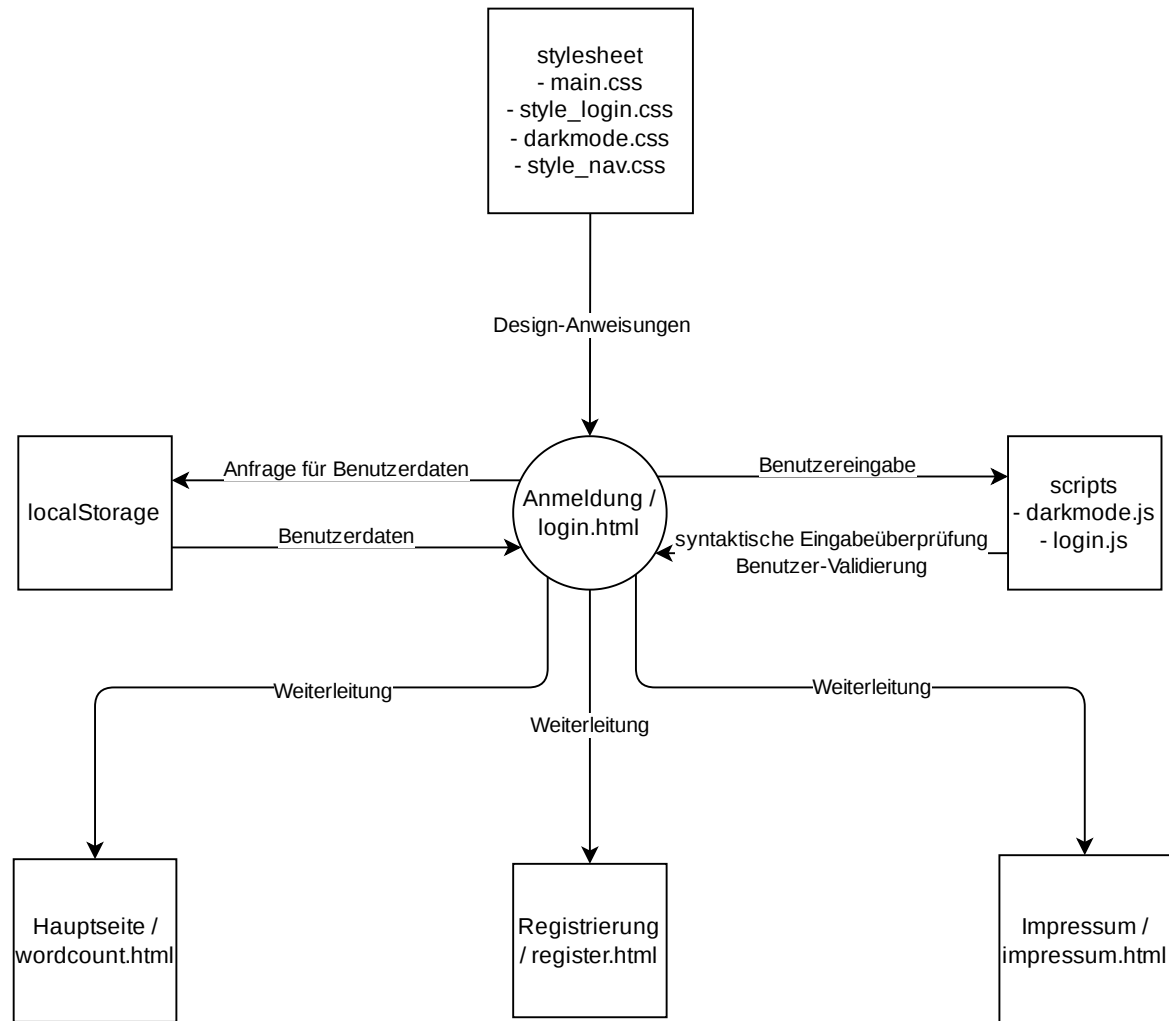 stylesheet
- main.css
- style_login.css
- darkmode.css
- style_nav.css
Design-Anweisungen
localStorage
Anfrage für Benutzerdaten
Benutzerdaten
Anmeldung /
login.html
Benutzereingabe
syntaktische Eingabeüberprüfung
Benutzer-Validierung
scripts
- darkmode.js
- login.js
Weiterleitung
Weiterleitung
Weiterleitung
Hauptseite /
wordcount.html
Registrierung
/ register.html
Impressum /
impressum.html